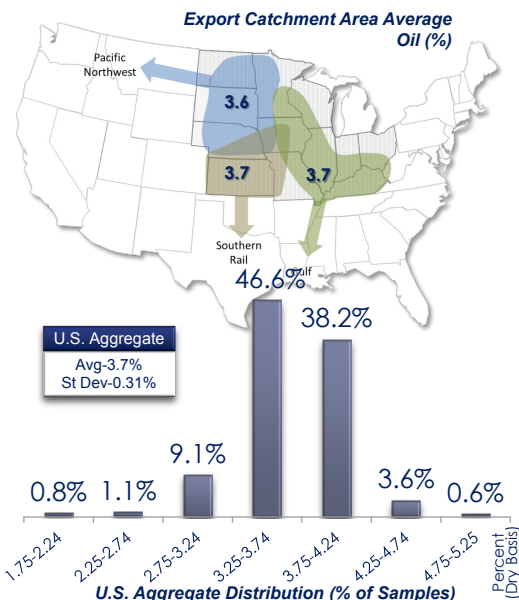 Export Catchment Area Average
Oil (%)
Pacific
Northwest
3.6
3.7
3.7
Southern
Rail
Gulf
46.6%
38.2%
U.S. Aggregate
Avg-3.7%
St Dev-0.31%
9.1%
0.8%
1.1%
3.6%
0.6%
1.75-2.24
2.25-2.74
2.75-3.24
3.25-3.74
3.75-4.24
4.25-4.74
4.75-5.25
Percent
(Dry Basis)
U.S. Aggregate Distribution (% of Samples)